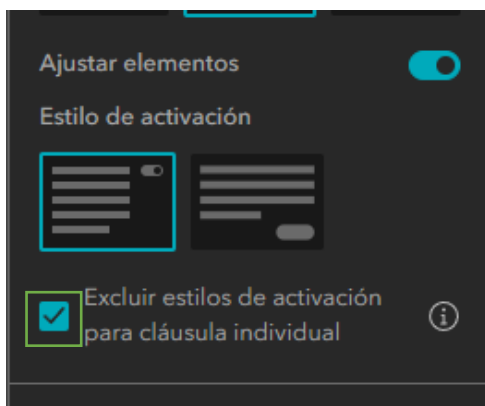 Ajustar elementos
Estilo de activación
Excluir estilos de activación
para cláusula individual